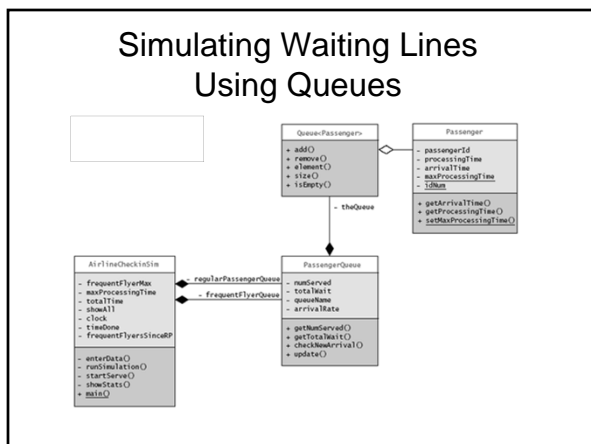 Simulating Waiting Lines
Using Queues
Queue<Passenger>
+ add()
+ remove()
+ element()
+ size()
+ isEmpty()
Passenger
- passengerId
- processingTime
- arrivalTime
- maxProcessingTime
- idNum
+ getArrivalTime()
+ getProcessingTime()
+ setMaxProcessingTime()
- theQueue
AirlineCheckinSim
- frequentFlyerMax
- maxProcessingTime
- totalTime
- showAll
- clock
- timeDone
- frequentFlyersSinceRP
- enterData()
- runSimulation()
- startServe()
- showStats()
+ main()
- regularPassengerQueue
- frequentFlyerQueue
PassengerQueue
- numServed
- totalWait
- queueName
- arrivalRate
+ getNumServed()
+ getTotalWait()
+ checkNewArrival()
+ update()